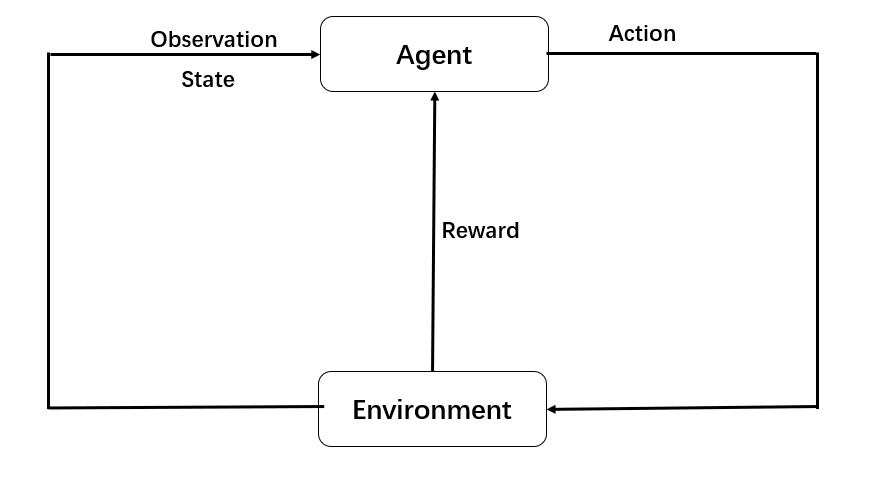 Observation
State
Agent
Action
Reward
Environment